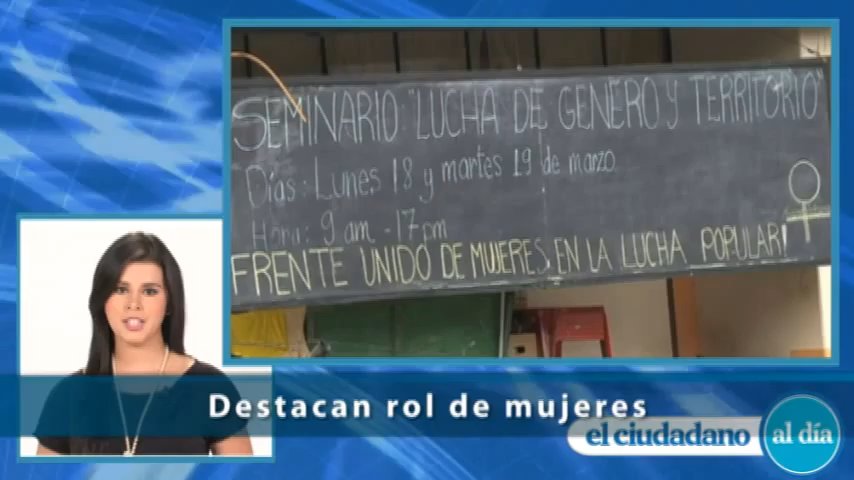 SEMINARIO: "LUCHA DE GENERO Y TERRITORIO"
Días: Lunes 18 y martes 19 de marzo
Hora: 9 am - 17 pm
FRENTE UNIDO DE MUJERES EN LA LUCHA POPULAR!
Destacan rol de mujeres
el ciudadano al día